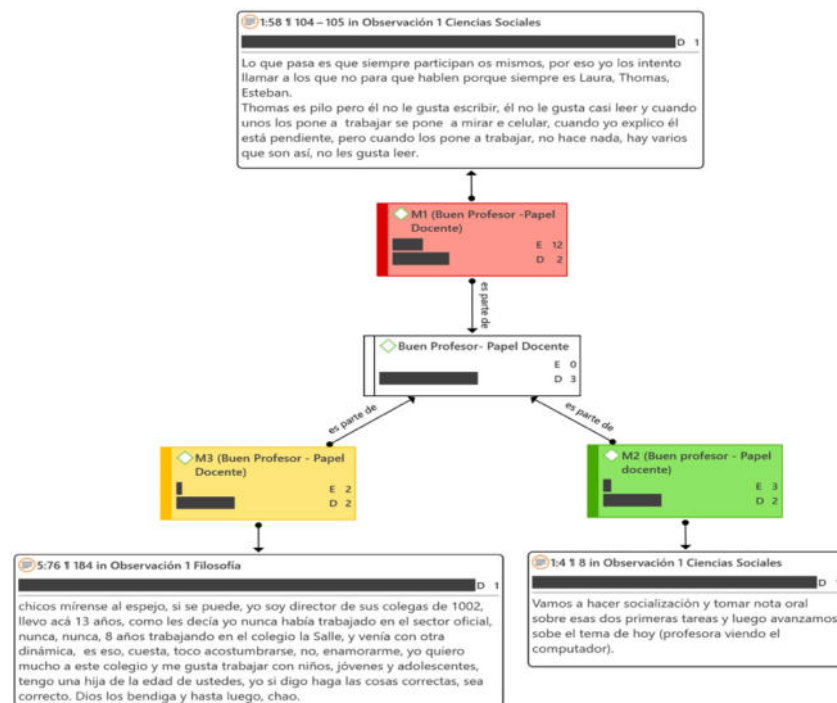 1:58 ¶ 104 – 105 in Observación 1 Ciencias Sociales
D 1
Lo que pasa es que siempre participan os mismos, por eso yo los intento
llamar a los que no para que hablen porque siempre es Laura, Thomas,
Esteban.
Thomas es pilo pero él no le gusta escribir, él no le gusta casi leer y cuando
unos los pone a trabajar se pone a mirar e celular, cuando yo explico él
está pendiente, pero cuando los pone a trabajar, no hace nada, hay varios
que son así, no les gusta leer.
M1 (Buen Profesor -Papel
Docente)
E 12
D 2
es parte de
Buen Profesor- Papel Docente
E 0
D 3
es parte de
es parte de
M3 (Buen Profesor - Papel
Docente)
E 2
D 2
M2 (Buen profesor - Papel
docente)
E 3
D 2
5:76 ¶ 184 in Observación 1 Filosofía
D 1
chicos mírense al espejo, si se puede, yo soy director de sus colegas de 1002,
llevo acá 13 años, como les decía yo nunca había trabajado en el sector oficial,
nunca, nunca, 8 años trabajando en el colegio la Salle, y venía con otra
dinámica, es eso, cuesta, toco acostumbrarse, no, enamorarme, yo quiero
mucho a este colegio y me gusta trabajar con niños, jóvenes y adolescentes,
tengo una hija de la edad de ustedes, yo si digo haga las cosas correctas, sea
correcto. Dios los bendiga y hasta luego, chao.
1:4 ¶ 8 in Observación 1 Ciencias Sociales
D
Vamos a hacer socialización y tomar nota oral
sobre esas dos primeras tareas y luego avanzamos
sobe el tema de hoy (profesora viendo el
computador).